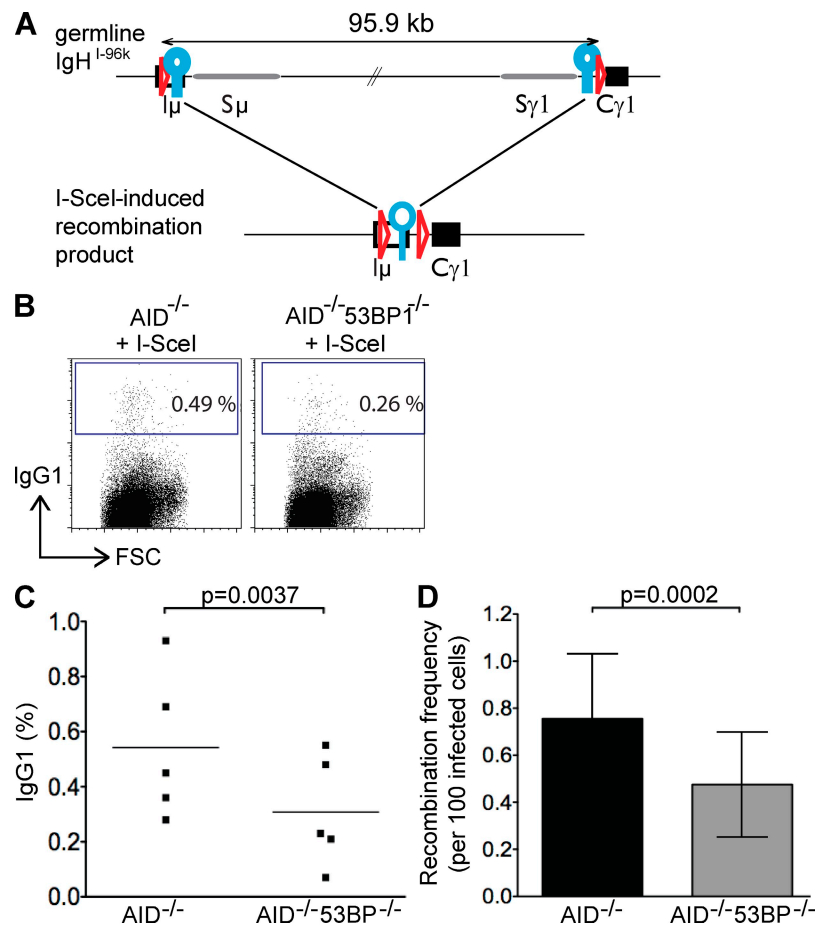 A
germline
IgH I-96k
95.9 kb
Iμ
Sμ
Sγ1
Cγ1
I-SceI-induced
recombination
product
Iμ
Cγ1
B
AID-/-
+ I-SceI
AID-/-53BP1-/-
+ I-SceI
0.49 %
0.26 %
IgG1
FSC
C
p=0.0037
IgG1 (%)
1.0
0.8
0.6
0.4
0.2
0.0
AID-/-
AID-/-53BP-/-
D
p=0.0002
Recombination frequency
(per 100 infected cells)
1.2
1.0
0.8
0.6
0.4
0.2
0.0
AID-/-
AID-/-53BP-/-